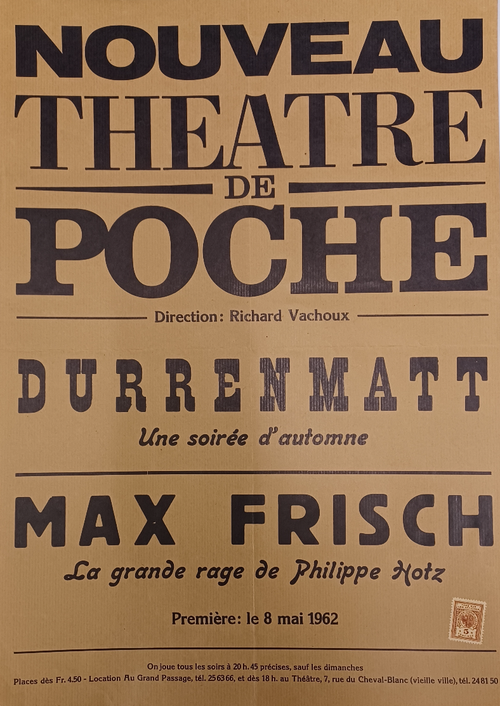 NOUVEAU
THEATRE
DE
POCHE
Direction: Richard Vachoux
DURRENMATT
Une soirée d'automne
MAX FRISCH
La grande rage de Philippe Hotz
Première: le 8 mai 1962
On joue tous les soirs à 20 h. 45 précises, sauf les dimanches
Places dès Fr. 4.50 - Location Au Grand Passage, tél. 25 63 66, et dès 18 h. au Théâtre, 7, rue du Cheval-Blanc (vieille ville), tél. 24 81 50